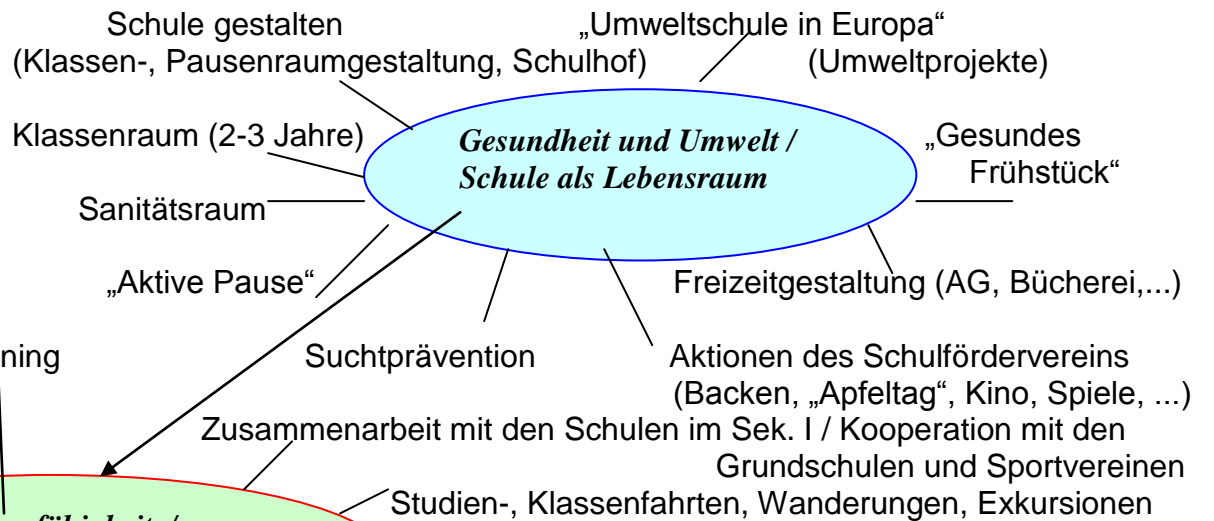 Schule gestalten
(Klassen-, Pausenraumgestaltung, Schulhof)
„Umweltschule in Europa“
(Umweltprojekte)
Klassenraum (2-3 Jahre)
Gesundheit und Umwelt /
Schule als Lebensraum
„Gesundes
Frühstück“
Sanitätsraum
„Aktive Pause“
Freizeitgestaltung (AG, Bücherei,...)
ning
Suchtprävention
Aktionen des Schulfördervereins
(Backen, „Apfeltag“, Kino, Spiele, ...)
Zusammenarbeit mit den Schulen im Sek. I / Kooperation mit den
Grundschulen und Sportvereinen
Studien-, Klassenfahrten, Wanderungen, Exkursionen